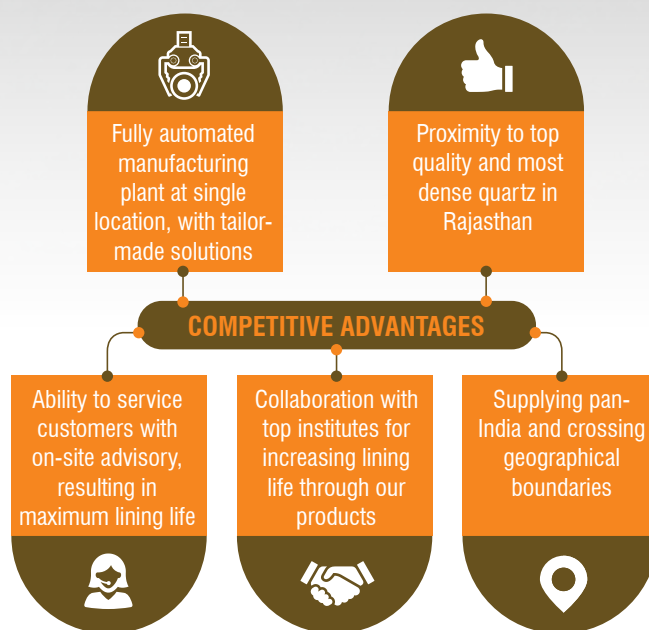 Fully automated
manufacturing
plant at single
location, with tailor-
made solutions
Proximity to top
quality and most
dense quartz in
Rajasthan
COMPETITIVE ADVANTAGES
Ability to service
customers with
on-site advisory,
resulting in
maximum lining life
Collaboration with
top institutes for
increasing lining
life through our
products
Supplying pan-
India and crossing
geographical
boundaries